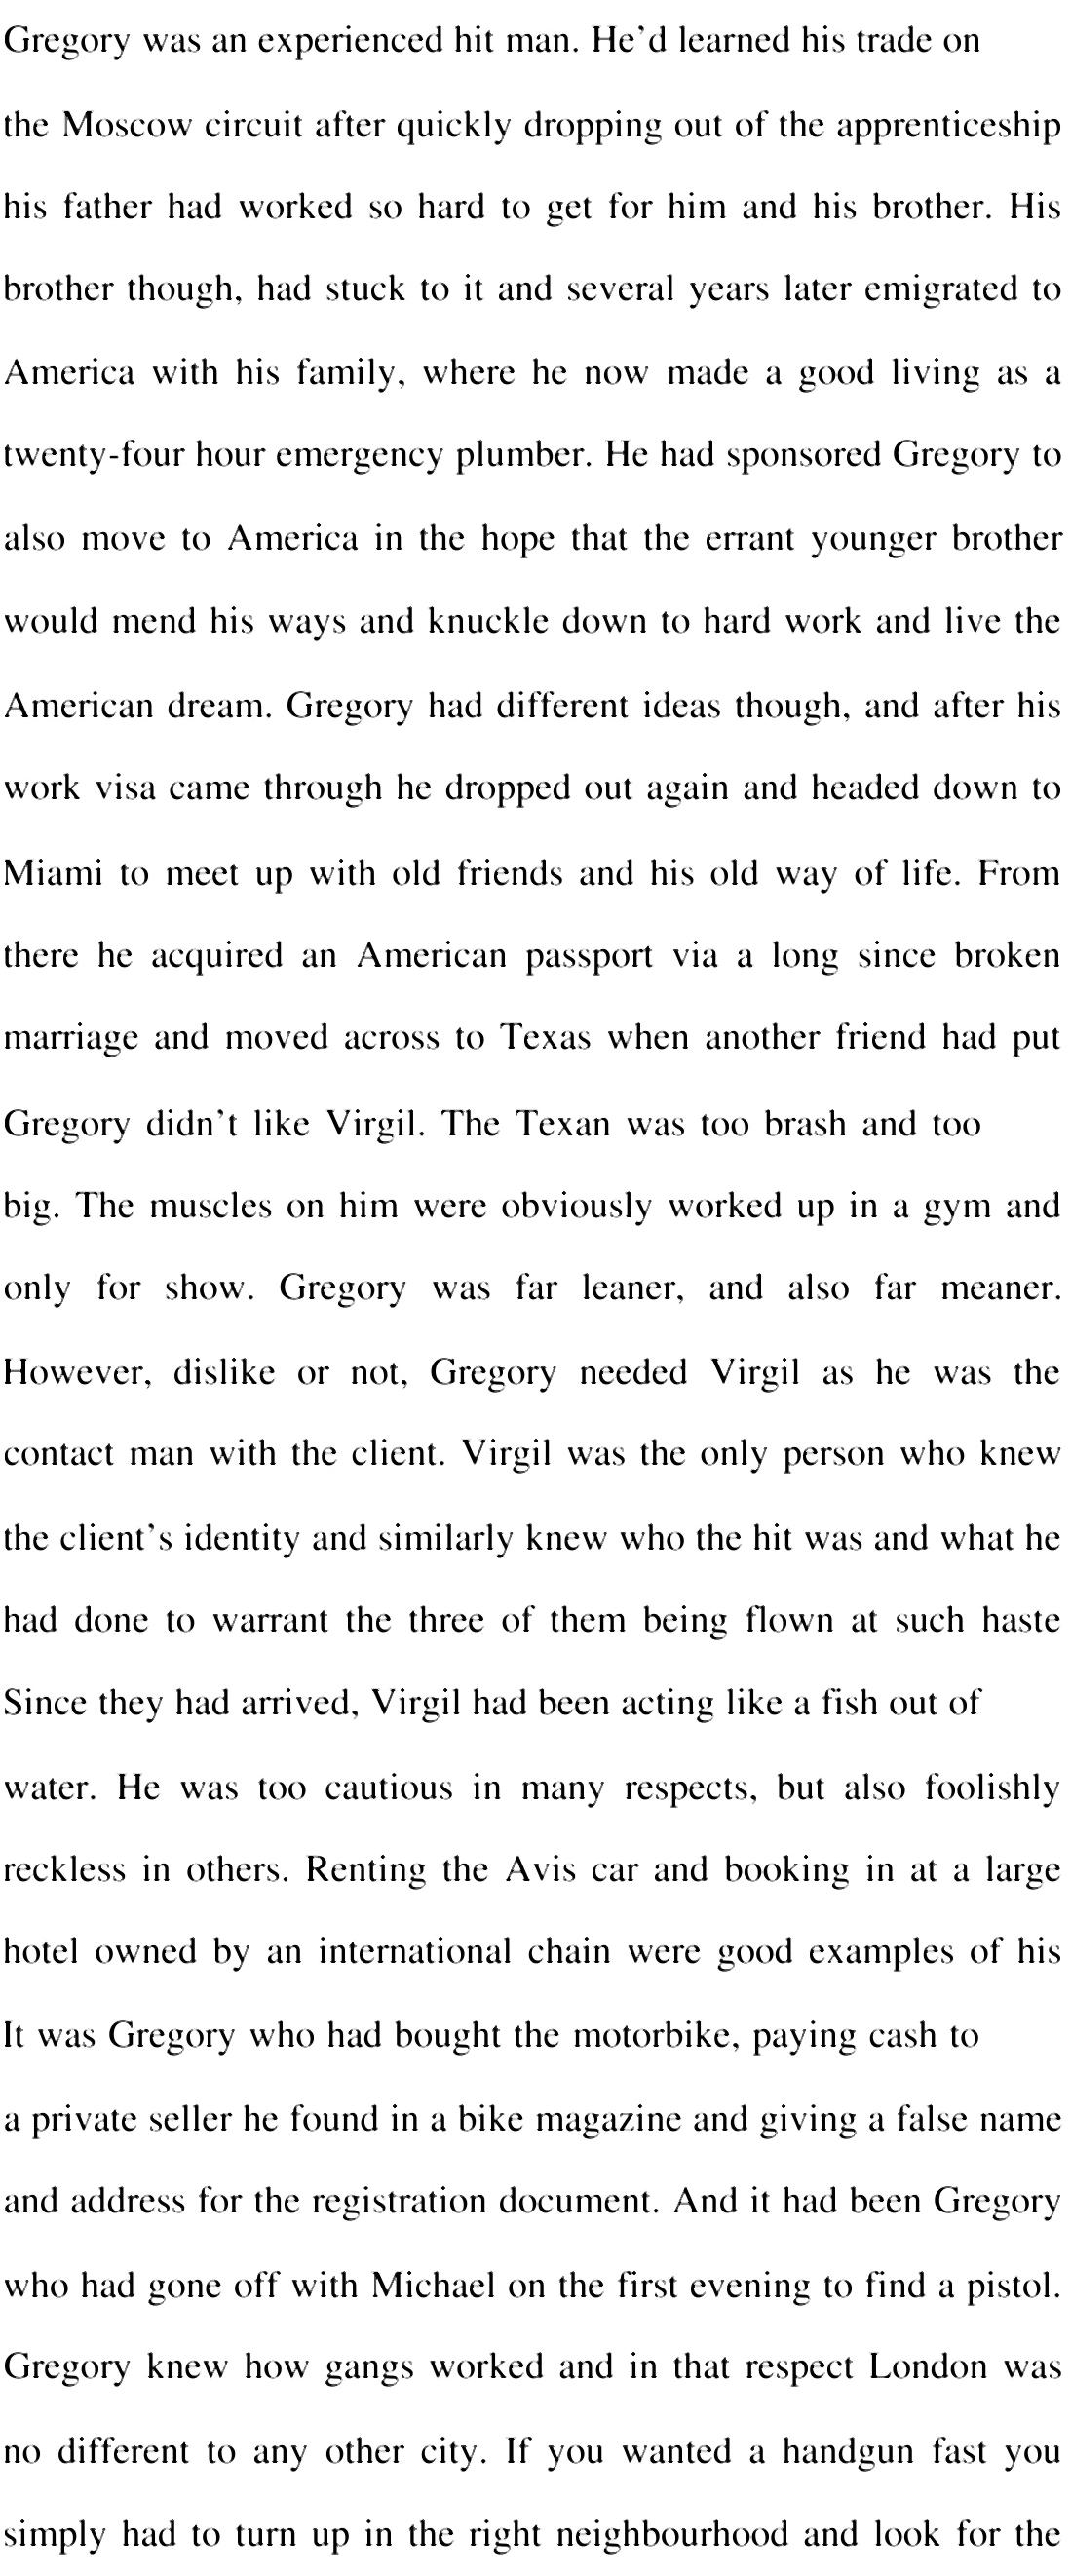 Gregory was an experienced hit man. He’d learned his trade on
the Moscow circuit after quickly dropping out of the apprenticeship
his father had worked so hard to get for him and his brother. His
brother though, had stuck to it and several years later emigrated to
America with his family, where he now made a good living as a
twenty-four hour emergency plumber. He had sponsored Gregory to
also move to America in the hope that the errant younger brother
would mend his ways and knuckle down to hard work and live the
American dream. Gregory had different ideas though, and after his
work visa came through he dropped out again and headed down to
Miami to meet up with old friends and his old way of life. From
there he acquired an American passport via a long since broken
marriage and moved across to Texas when another friend had put
Gregory didn’t like Virgil. The Texan was too brash and too
big. The muscles on him were obviously worked up in a gym and
only for show. Gregory was far leaner, and also far meaner.
However, dislike or not, Gregory needed Virgil as he was the
contact man with the client. Virgil was the only person who knew
the client’s identity and similarly knew who the hit was and what he
had done to warrant the three of them being flown at such haste
Since they had arrived, Virgil had been acting like a fish out of
water. He was too cautious in many respects, but also foolishly
reckless in others. Renting the Avis car and booking in at a large
hotel owned by an international chain were good examples of his
It was Gregory who had bought the motorbike, paying cash to
a private seller he found in a bike magazine and giving a false name
and address for the registration document. And it had been Gregory
who had gone off with Michael on the first evening to find a pistol.
Gregory knew how gangs worked and in that respect London was
no different to any other city. If you wanted a handgun fast you
simply had to turn up in the right neighbourhood and look for the